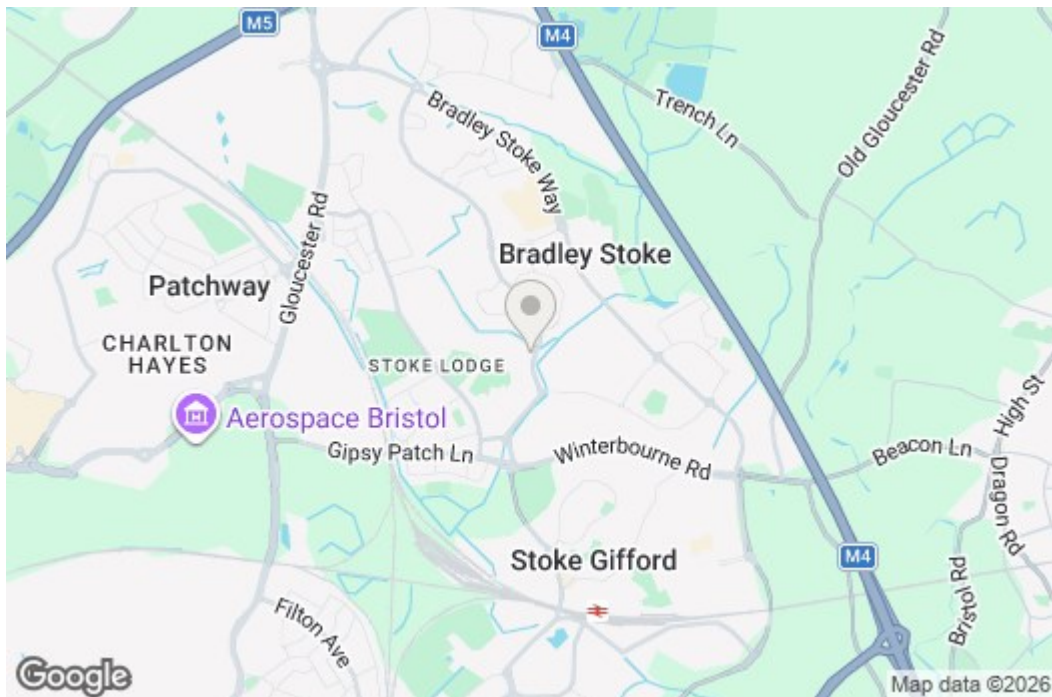 M5
M4
Old Gloucester Rd
Trench Ln
Bradley Stoke Way
Bradley Stoke
Gloucester Rd
Patchway
CHARLTON
HAYES
STOKE LODGE
Aerospace Bristol
High St
Gipsy Patch Ln
Winterbourne Rd
Beacon Ln
Dragon Rd
Stoke Gifford
M4
Bristol Rd
Filton Ave
Google
Map data ©2026